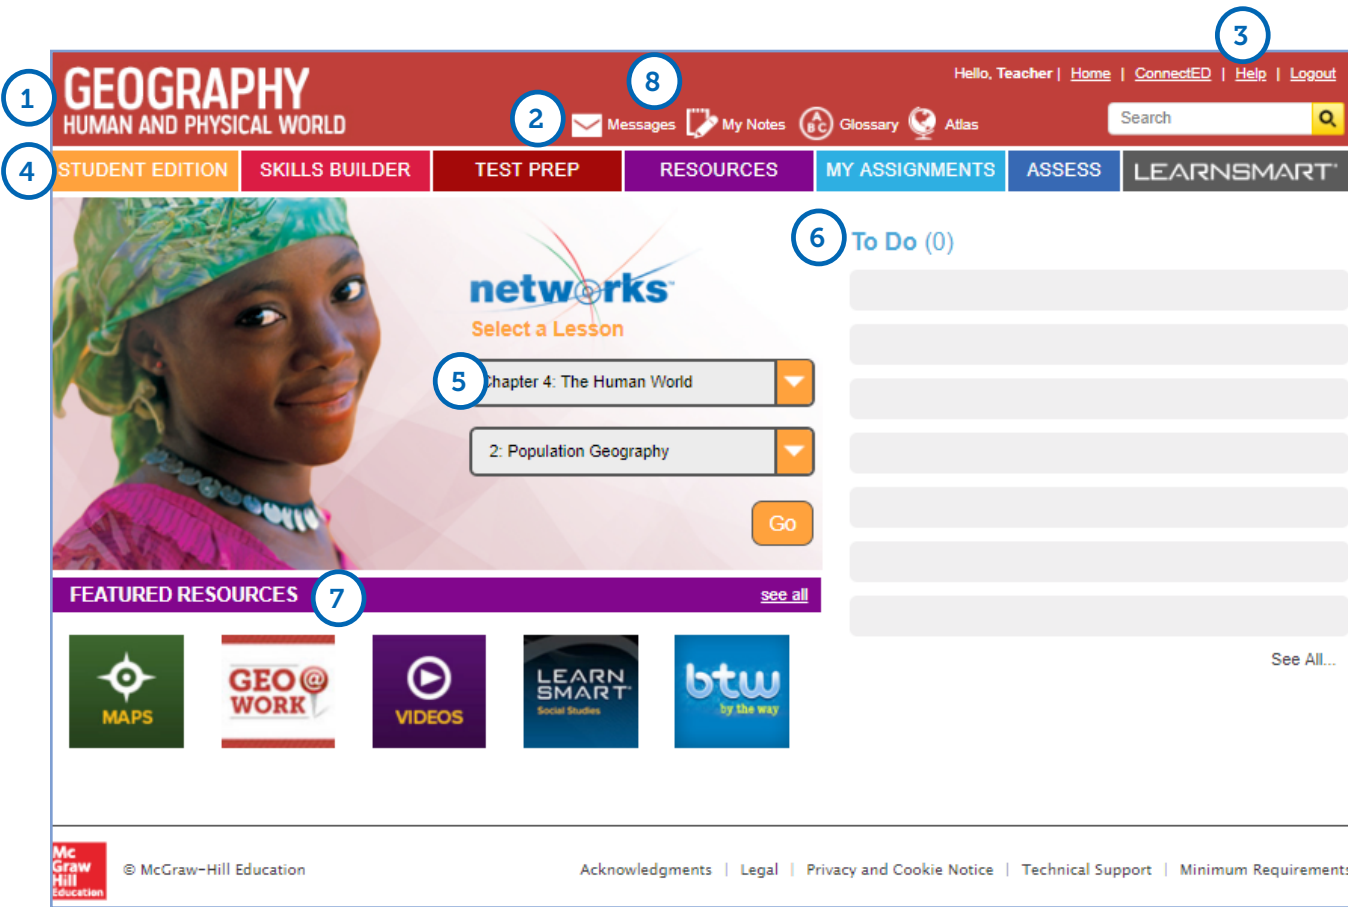 3
Hello, Teacher | Home | ConnectED | Help | Logout
1
GEOGRAPHY
HUMAN AND PHYSICAL WORLD
2
8
Messages My Notes ABC Glossary Atlas
Search
4
STUDENT EDITION SKILLS BUILDER TEST PREP RESOURCES MY ASSIGNMENTS ASSESS LEARNSMART
networks™
Select a Lesson
5
Chapter 4: The Human World
2: Population Geography
Go
6
To Do (0)
See All...
FEATURED RESOURCES
7
see all
MAPS
GEO@
WORK
VIDEOS
LEARN
SMART
Social Studies
btw
by the way
Mc
Graw
Hill
Education
© McGraw-Hill Education
Acknowledgments | Legal | Privacy and Cookie Notice | Technical Support | Minimum Requirements